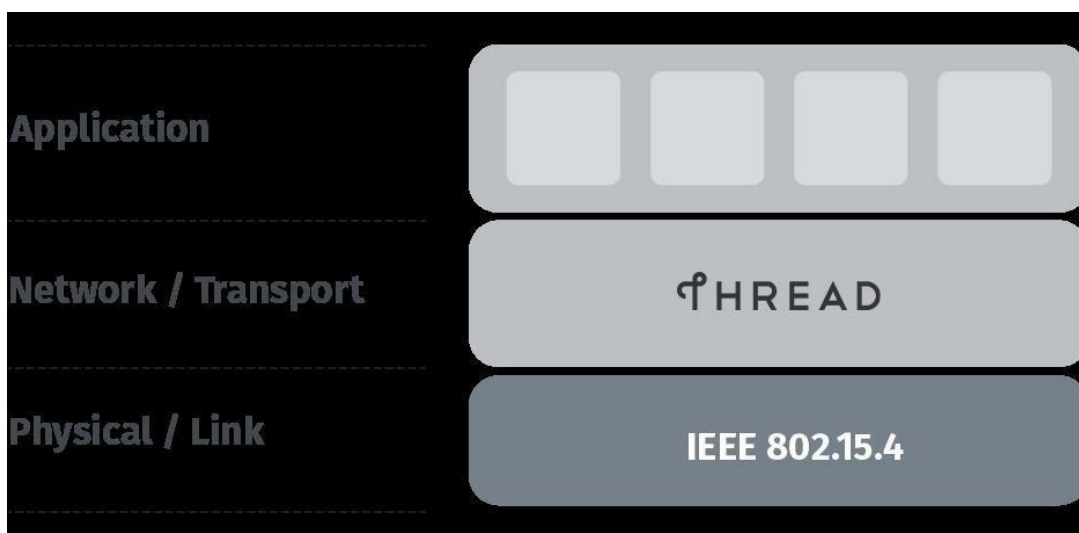 Application
Network / Transport
THREAD
Physical / Link
IEEE 802.15.4